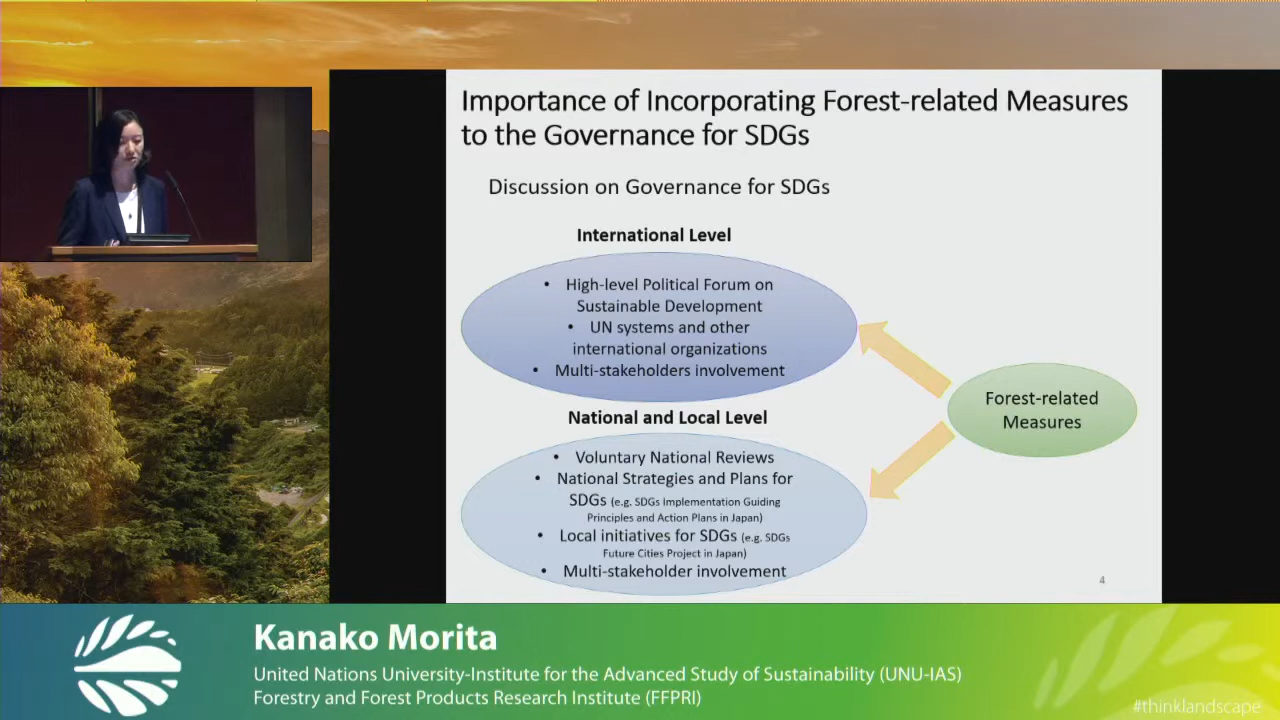 Importance of Incorporating Forest-related Measures
to the Governance for SDGs
Discussion on Governance for SDGs
International Level
• High-level Political Forum on
Sustainable Development
• UN systems and other
international organizations
• Multi-stakeholders involvement
Forest-related
Measures
National and Local Level
• Voluntary National Reviews
• National Strategies and Plans for
SDGs (e.g. SDGs Implementation Guiding
Principles and Action Plans in Japan)
• Local initiatives for SDGs (e.g. SDGs
Future Cities Project in Japan)
• Multi-stakeholder involvement
4
Kanako Morita
United Nations University-Institute for the Advanced Study of Sustainability (UNU-IAS)
Forestry and Forest Products Research Institute (FFPRI)
#thinklandscape